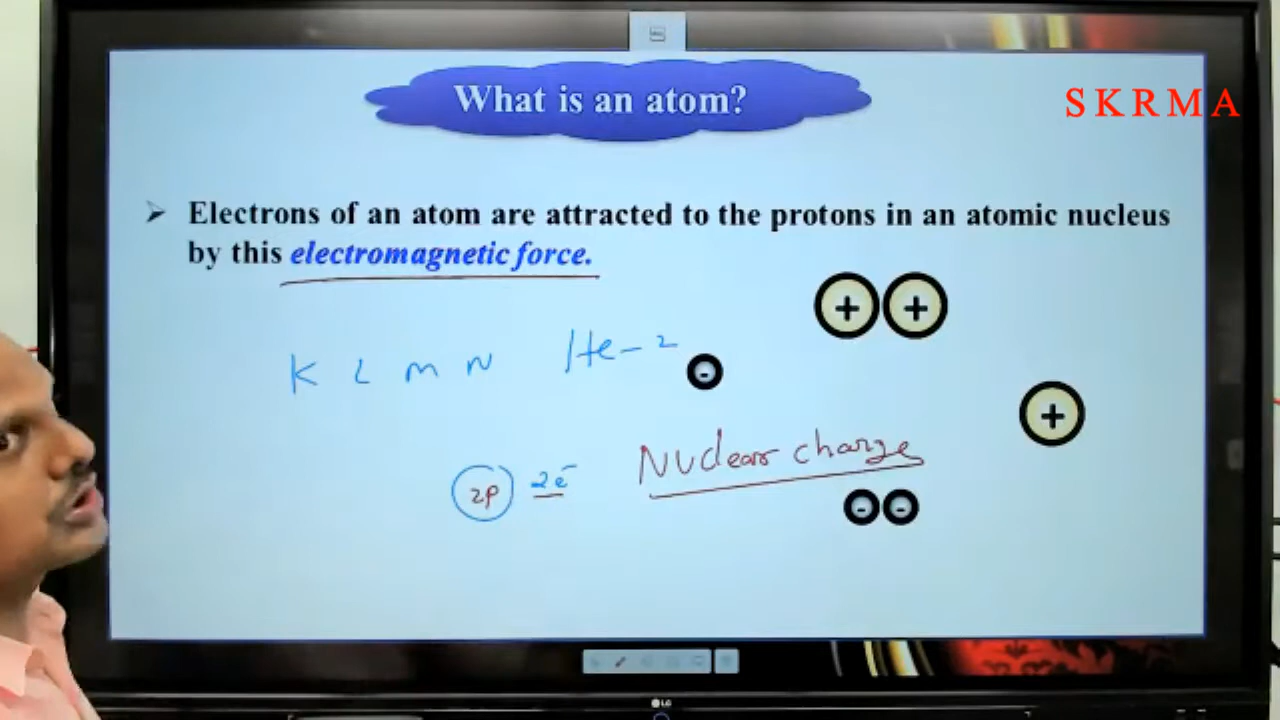 What is an atom?
SKRMA
➢ Electrons of an atom are attracted to the protons in an atomic nucleus
by this electromagnetic force.
+ +
K L M N He - 2
-
+
Nuclear charge
2p 2e⁻
- -
LG